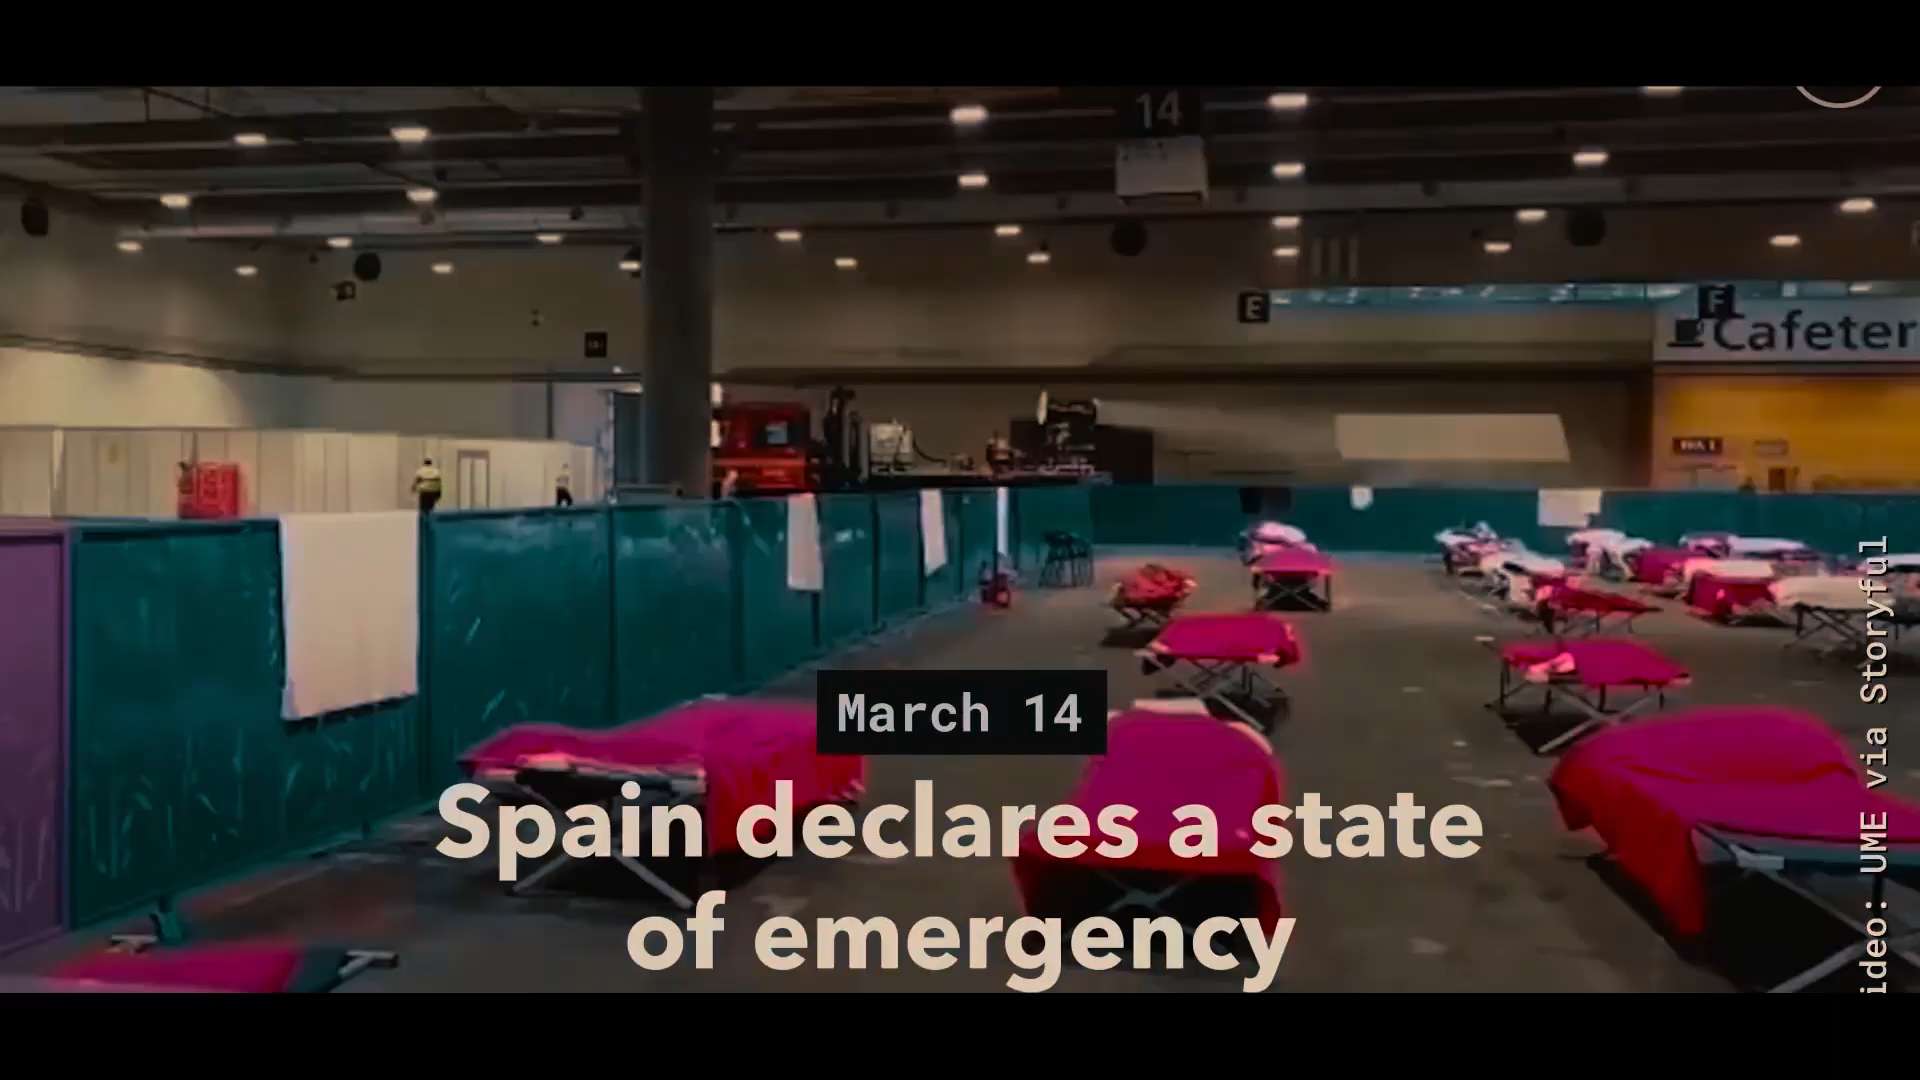 14
E
F
Cafeter
March 14
Spain declares a state
of emergency
ideo: UME via Storyful